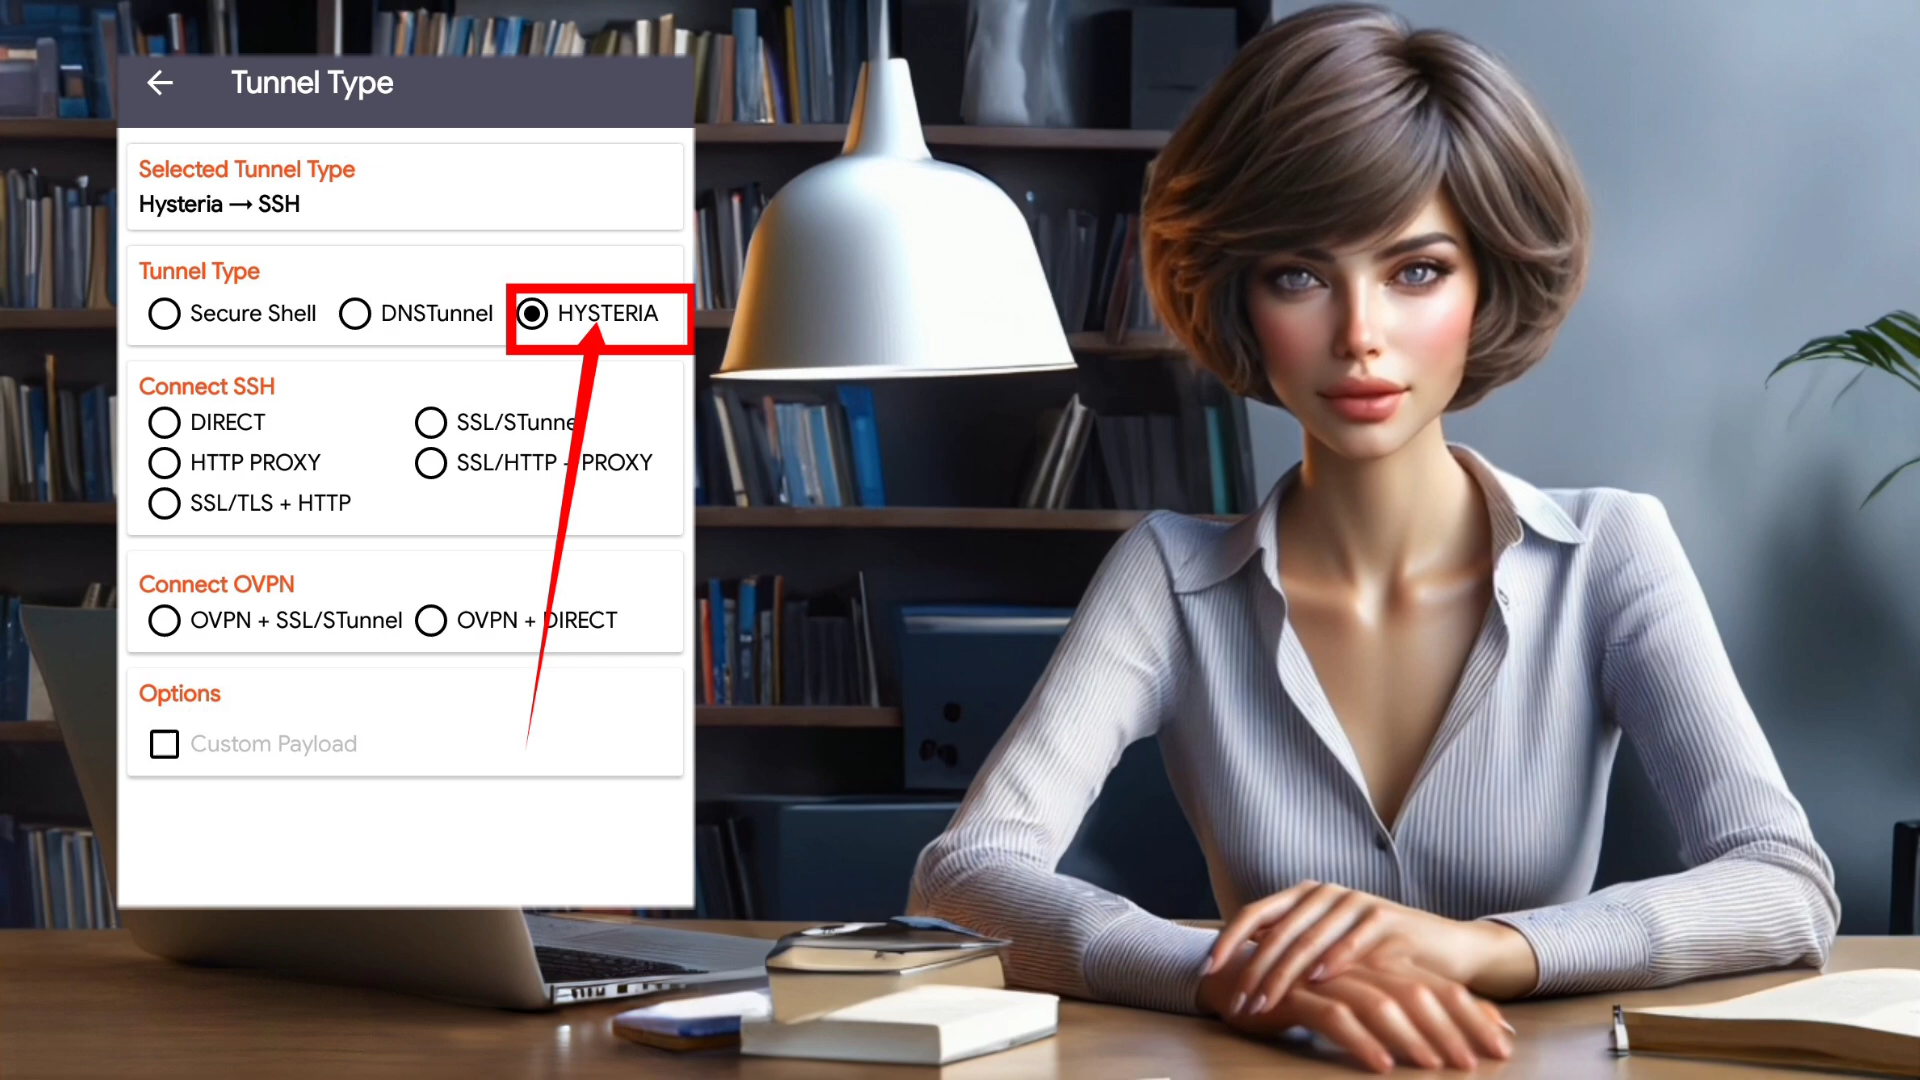 Tunnel Type
Selected Tunnel Type
Hysteria → SSH
Tunnel Type
Secure Shell DNSTunnel HYSTERIA
Connect SSH
DIRECT SSL/STunnel
HTTP PROXY SSL/HTTP + PROXY
SSL/TLS + HTTP
Connect OVPN
OVPN + SSL/STunnel OVPN + DIRECT
Options
Custom Payload